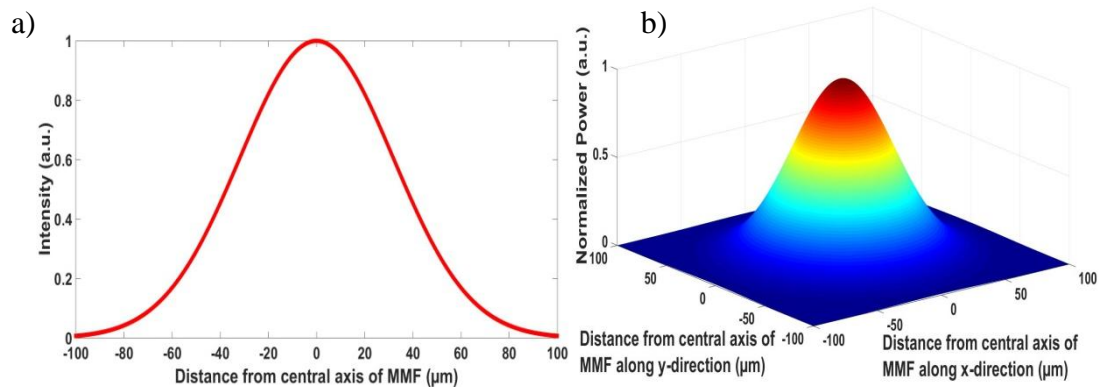 a)
1
0.8
0.6
0.4
0.2
0
Intensity (a.u.)
-100 -80 -60 -40 -20 0 20 40 60 80 100
Distance from central axis of MMF (µm)
b)
1
0.5
0
Normalized Power (a.u.)
100
50
0
-50
-100
Distance from central axis of
MMF along y-direction (µm)
-100
-50
0
50
100
Distance from central axis of
MMF along x-direction (µm)